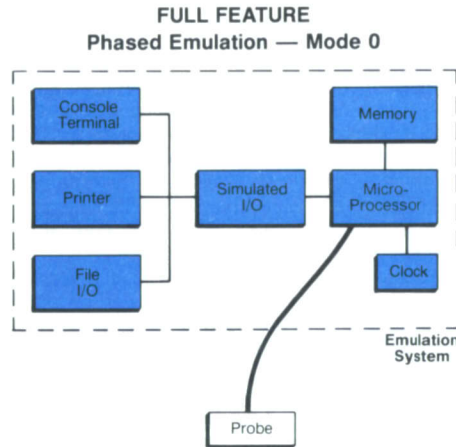 FULL FEATURE
Phased Emulation — Mode 0
Console
Terminal
Memory
Printer
Simulated
I/O
Micro-
Processor
File
I/O
Clock
Emulation
System
Probe